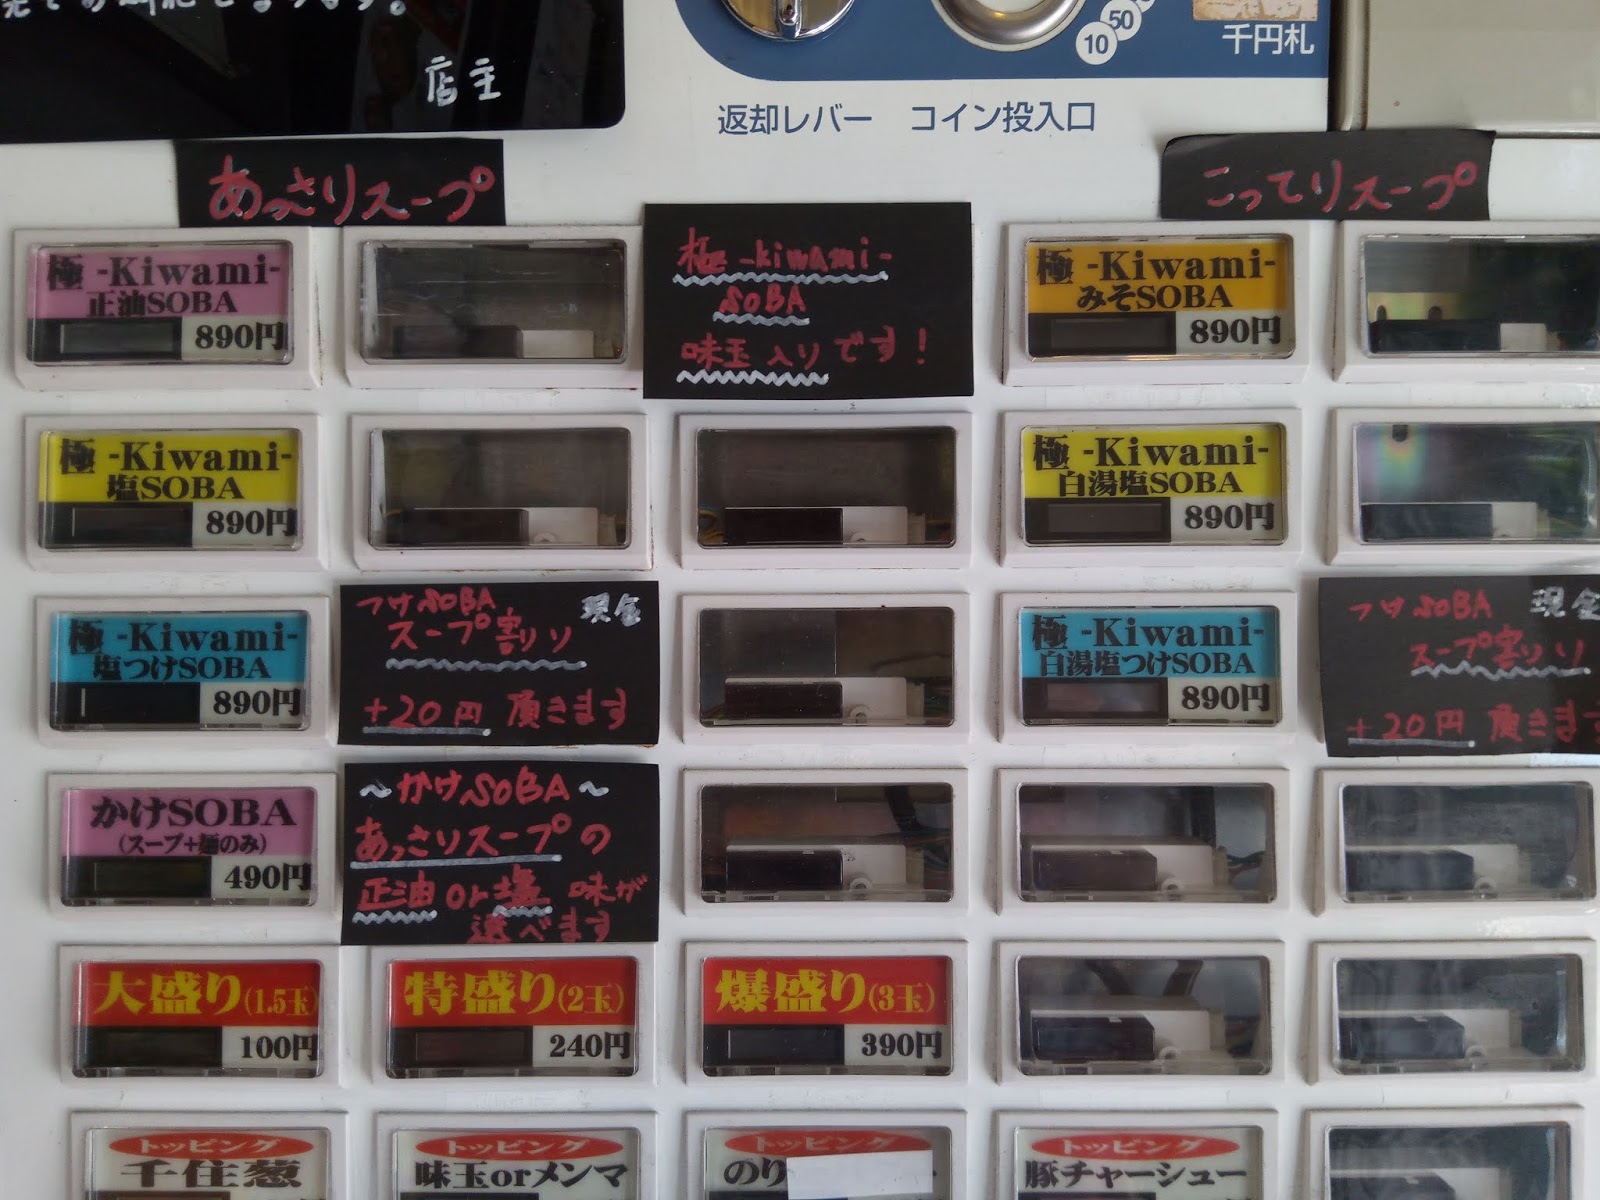 店主
10
50
千円札
返却レバー
コイン投入口
あっさりスープ
こってりスープ
極 -Kiwami-
正油SOBA
890円
極 -kiwami-
SOBA
味玉入りです!
極 -Kiwami-
みそSOBA
890円
極 -Kiwami-
塩SOBA
890円
極 -Kiwami-
白湯塩SOBA
890円
極 -Kiwami-
塩つけSOBA
890円
つけSOBA 現金
スープ割り
+20円 頂きます
極 -Kiwami-
白湯塩つけSOBA
890円
つけSOBA 現金
スープ割り
+20円 頂きます
かけSOBA
(スープ+麺のみ)
490円
~かけSOBA~
あっさりスープの
正油or塩 味が
選べます
大盛り(1.5玉)
100円
特盛り(2玉)
240円
爆盛り(3玉)
390円
トッピング
千住葱
トッピング
味玉orメンマ
トッピング
のり
トッピング
豚チャーシュー